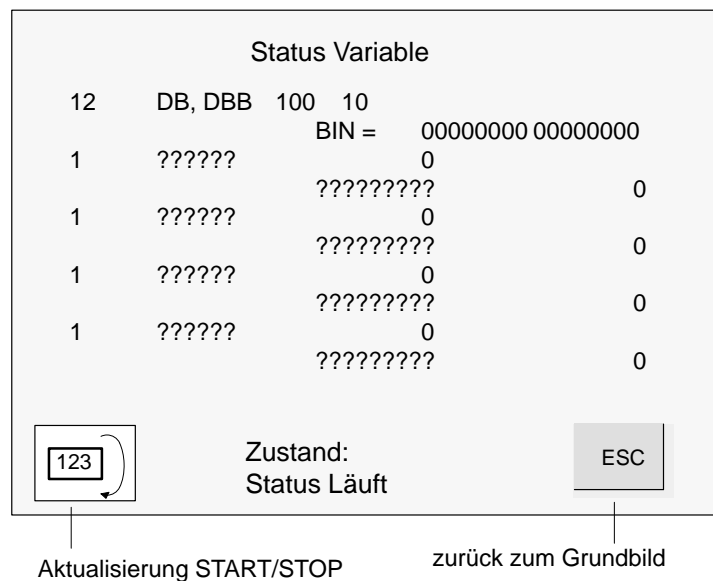 Status Variable
12 DB, DBB 100 10
BIN = 00000000 00000000
1 ?????? 0
????????? 0
1 ?????? 0
????????? 0
1 ?????? 0
????????? 0
1 ?????? 0
????????? 0
123
Zustand:
Status Läuft
ESC
Aktualisierung START/STOP
zurück zum Grundbild